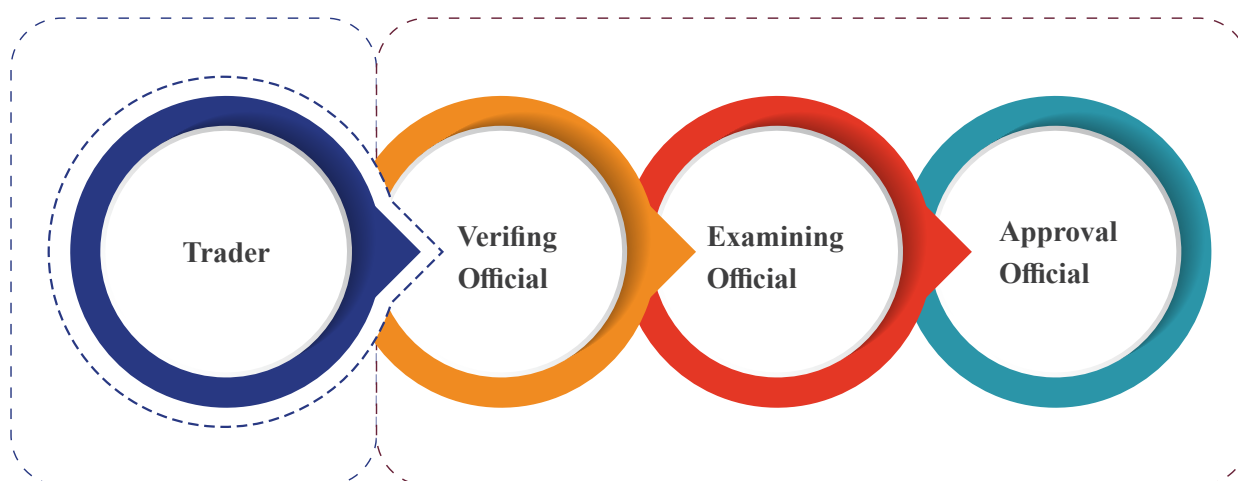 Trader
Verifing
Official
Examining
Official
Approval
Official